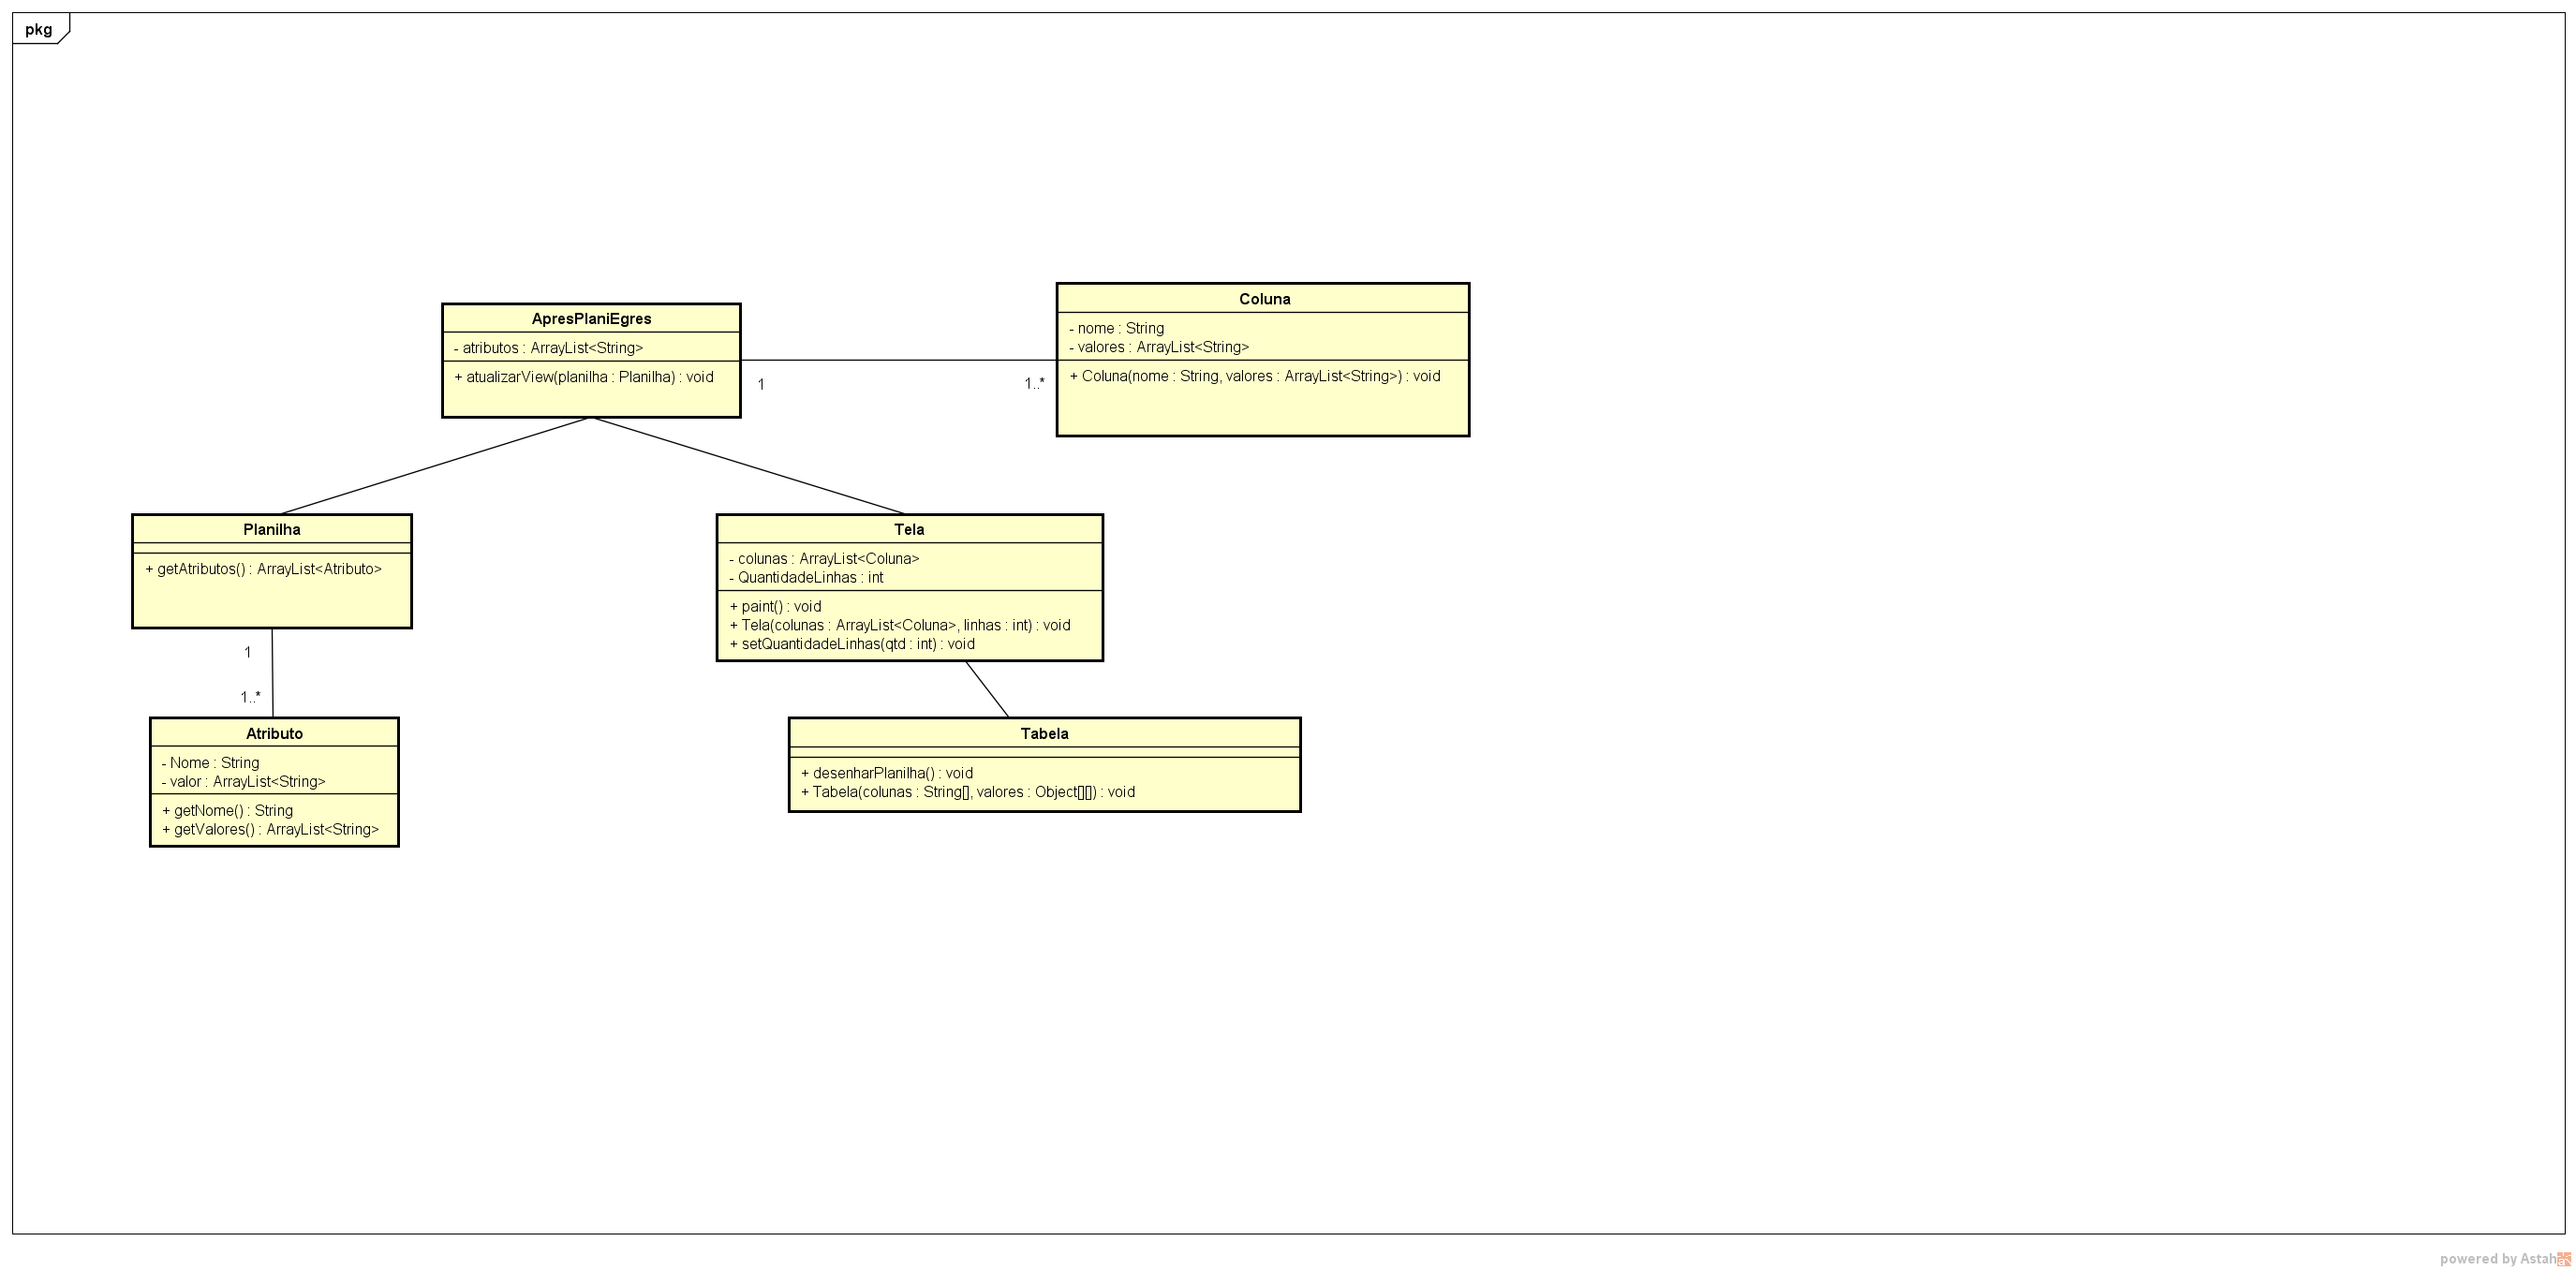 pkg
ApresPlaniEgres
- atributos : ArrayList<String>
+ atualizarView(planilha : Planilha) : void
1
1..*
Coluna
- nome : String
- valores : ArrayList<String>
+ Coluna(nome : String, valores : ArrayList<String>) : void
Planilha
+ getAtributos() : ArrayList<Atributo>
Tela
- colunas : ArrayList<Coluna>
- QuantidadeLinhas : int
+ paint() : void
+ Tela(colunas : ArrayList<Coluna>, linhas : int) : void
+ setQuantidadeLinhas(qtd : int) : void
1
1..*
Atributo
- Nome : String
- valor : ArrayList<String>
+ getNome() : String
+ getValores() : ArrayList<String>
Tabela
+ desenharPlanilha() : void
+ Tabela(colunas : String[], valores : Object[][]) : void
powered by Astah